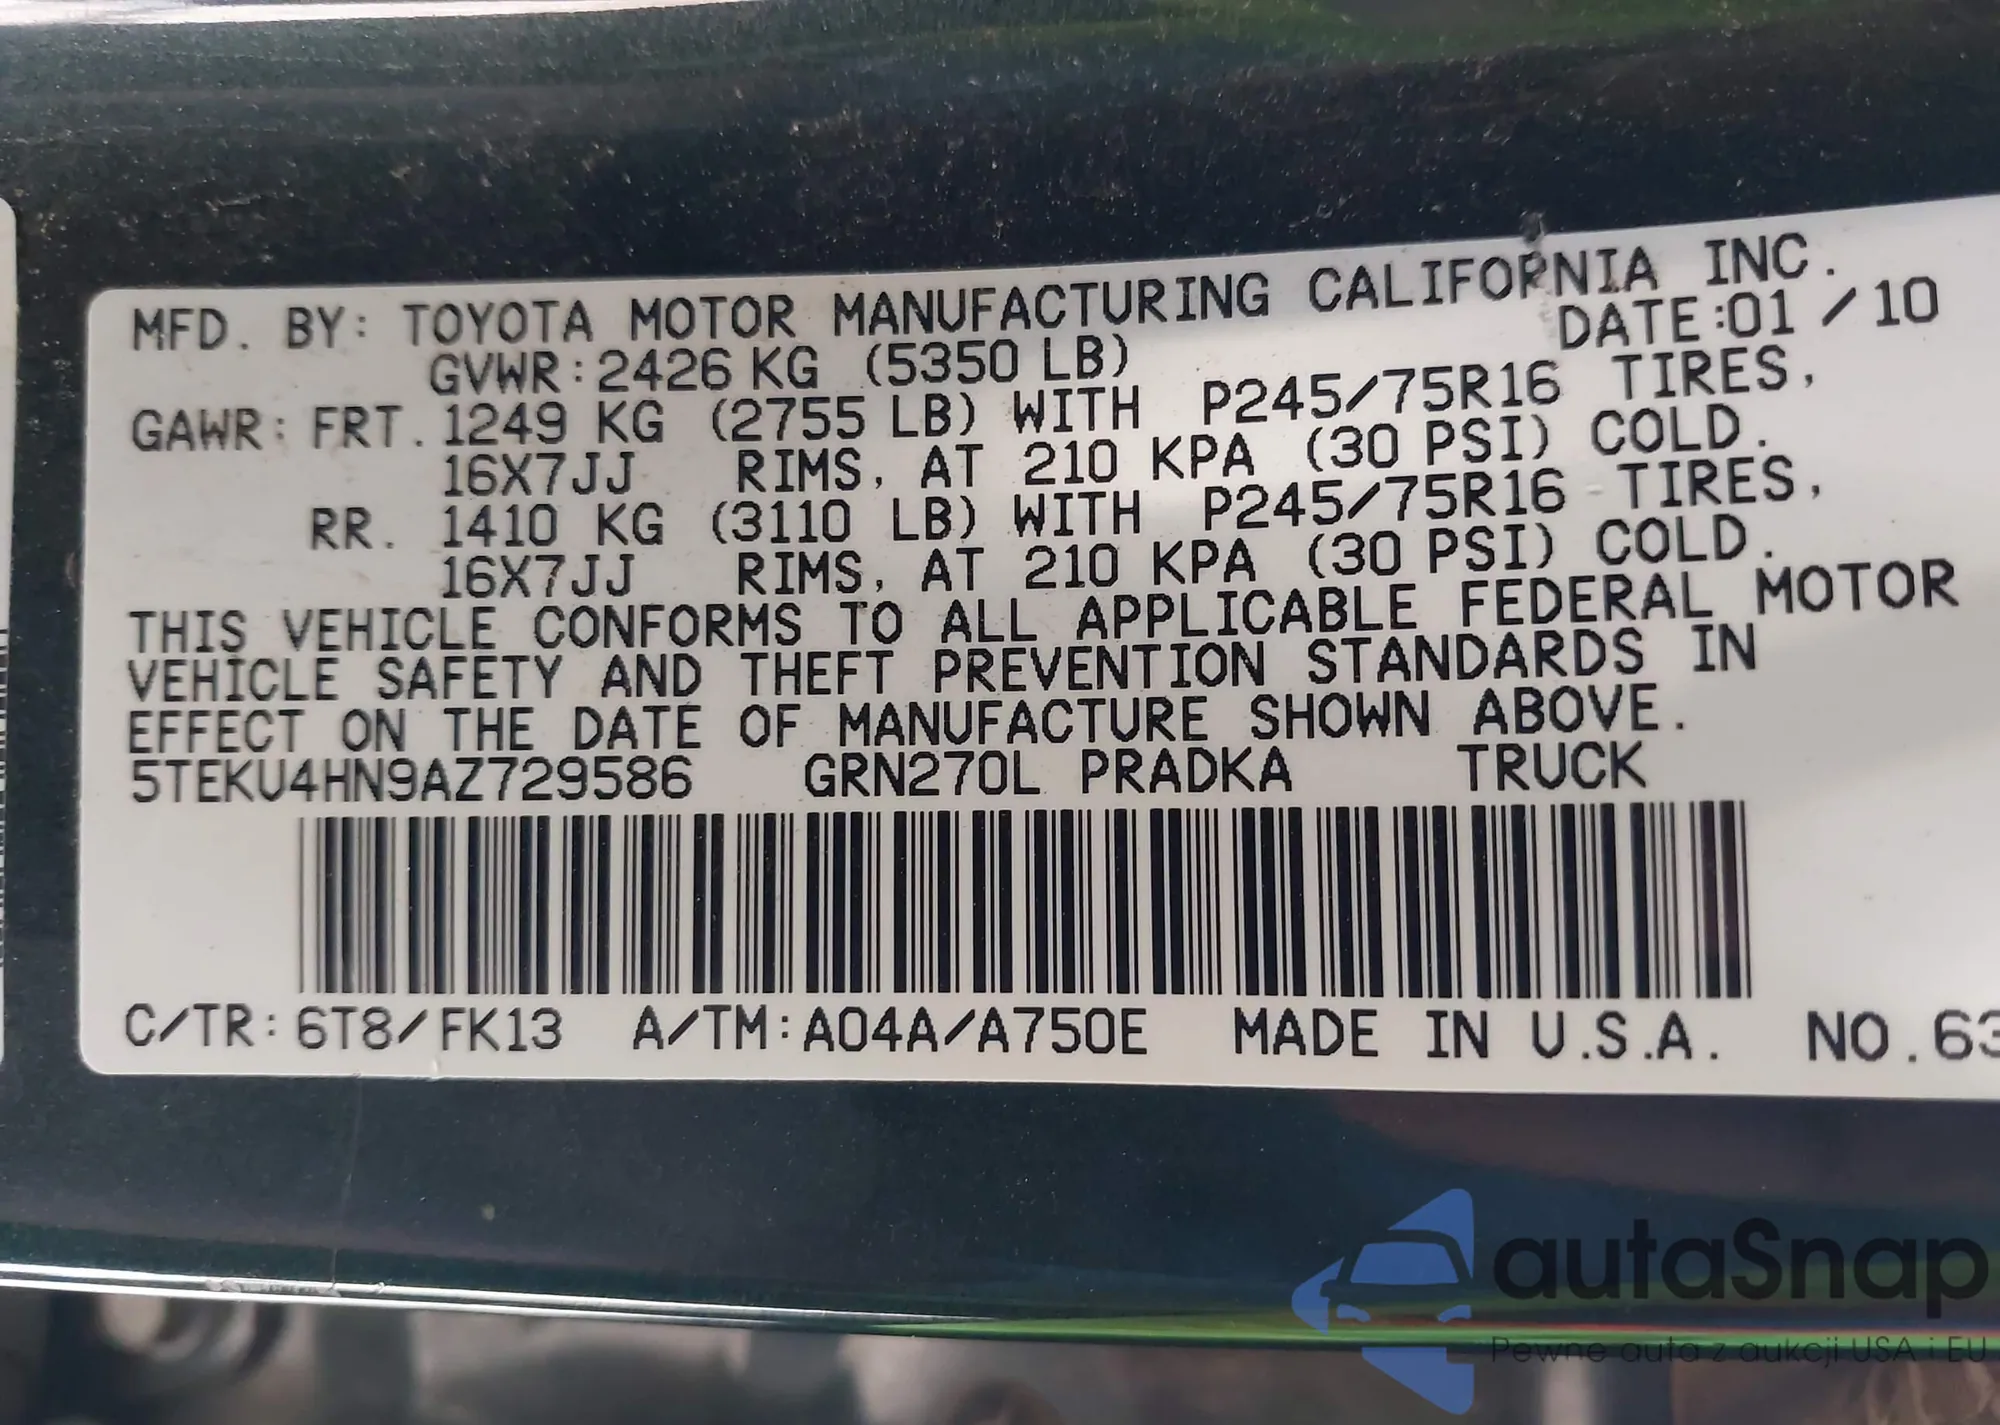 MFD. BY: TOYOTA MOTOR MANUFACTURING CALIFORNIA INC.
GVWR: 2426 KG (5350 LB) DATE:01 / 10
GAWR: FRT. 1249 KG (2755 LB) WITH P245/75R16 TIRES,
16X7JJ RIMS, AT 210 KPA (30 PSI) COLD.
RR. 1410 KG (3110 LB) WITH P245/75R16 TIRES,
16X7JJ RIMS, AT 210 KPA (30 PSI) COLD.
THIS VEHICLE CONFORMS TO ALL APPLICABLE FEDERAL MOTOR
VEHICLE SAFETY AND THEFT PREVENTION STANDARDS IN
EFFECT ON THE DATE OF MANUFACTURE SHOWN ABOVE.
5TEKU4HN9AZ729586 GRN270L PRADKA TRUCK
C/TR: 6T8/FK13 A/TM: A04A/A750E MADE IN U.S.A. NO. 63
autaSnap
Pewne auta z aukcji USA i EU